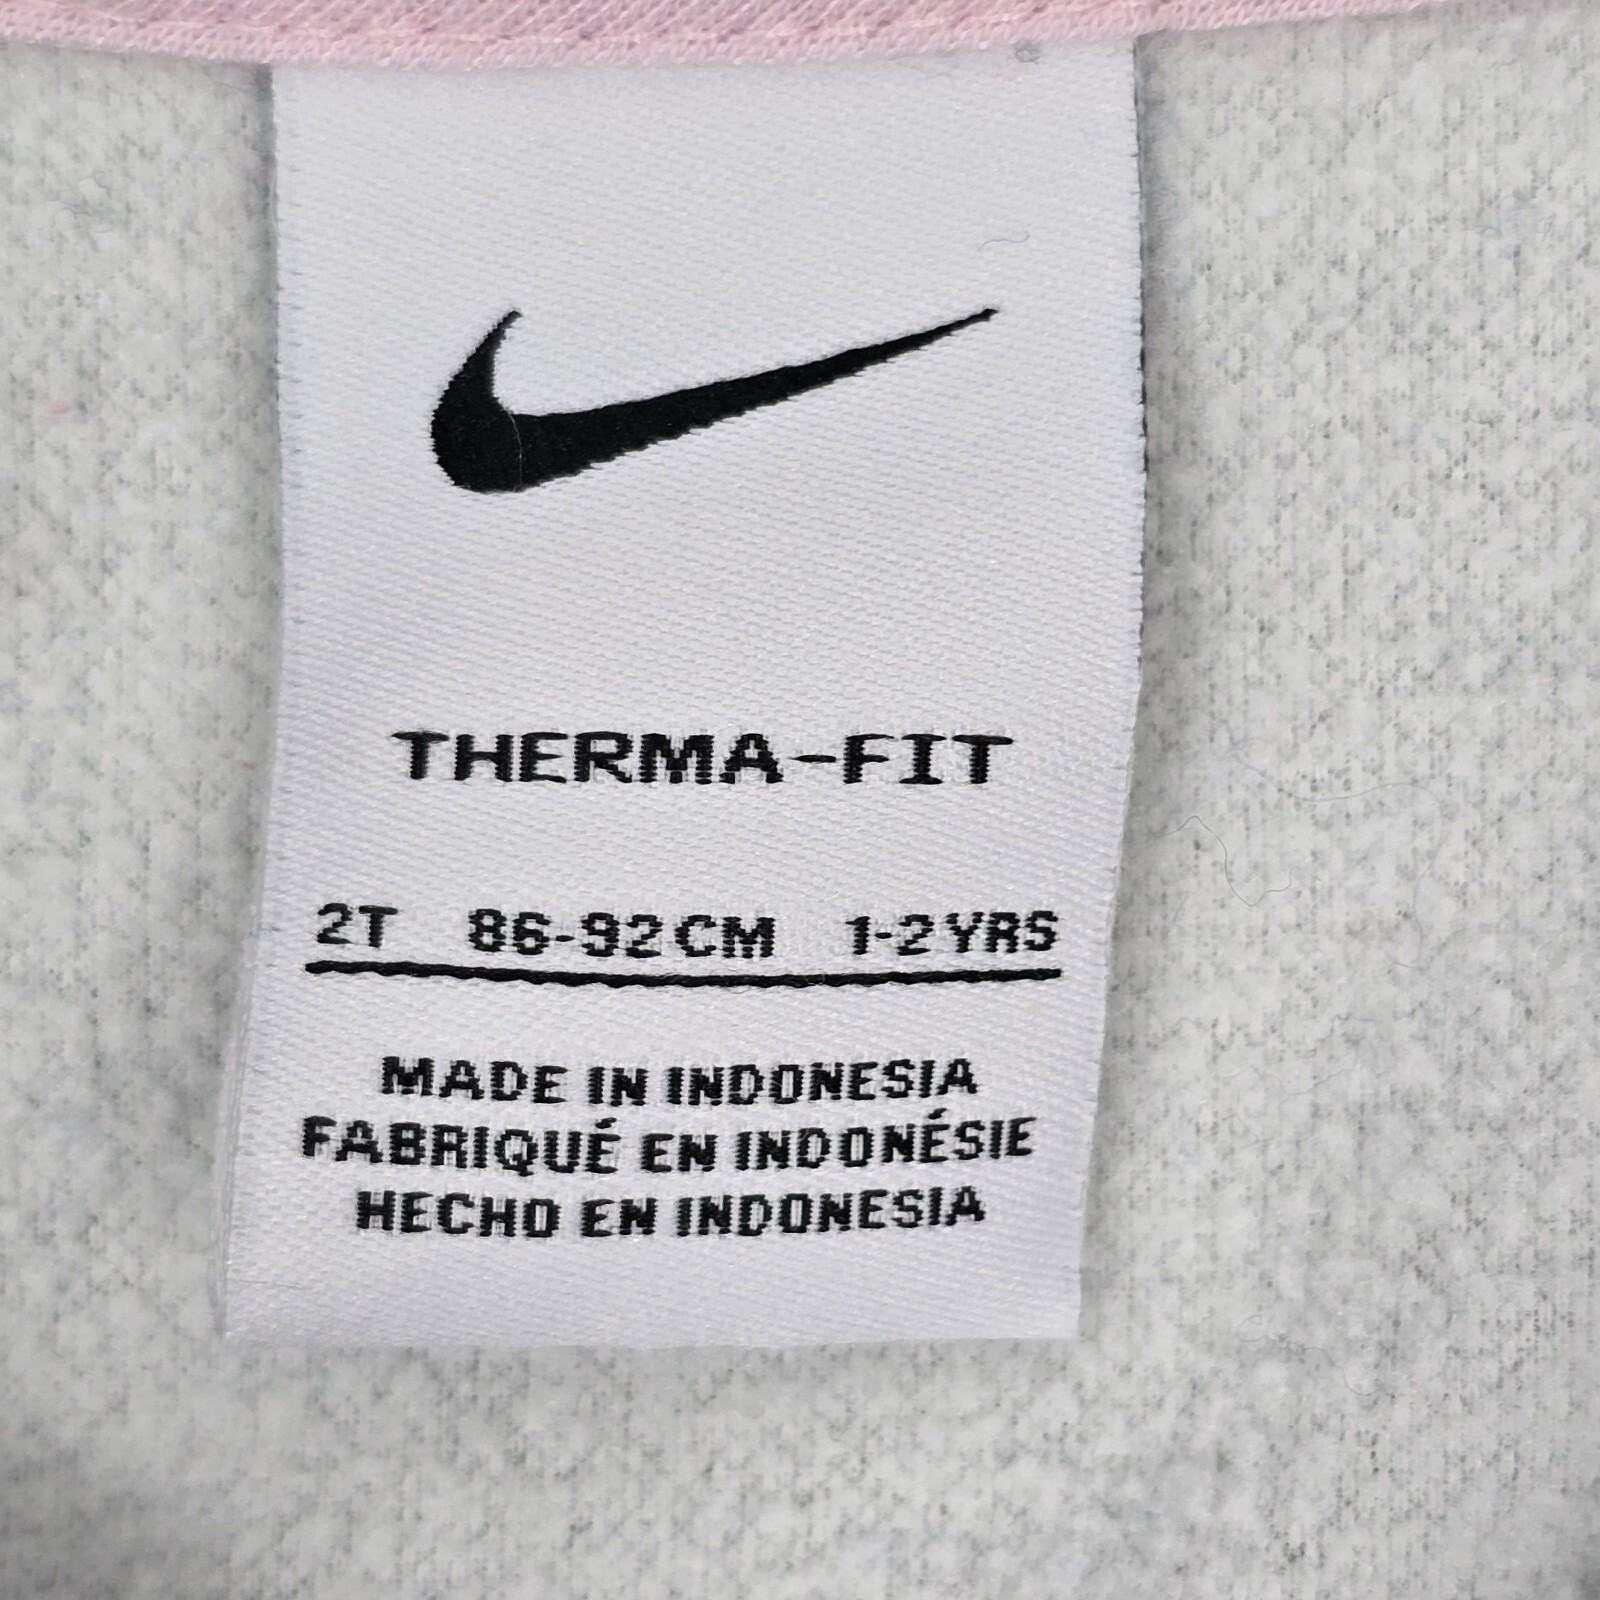 THERMA-FIT
2T 86-92CM 1-2YRS
MADE IN INDONESIA
FABRIQUÉ EN INDONÉSIE
HECHO EN INDONESIA